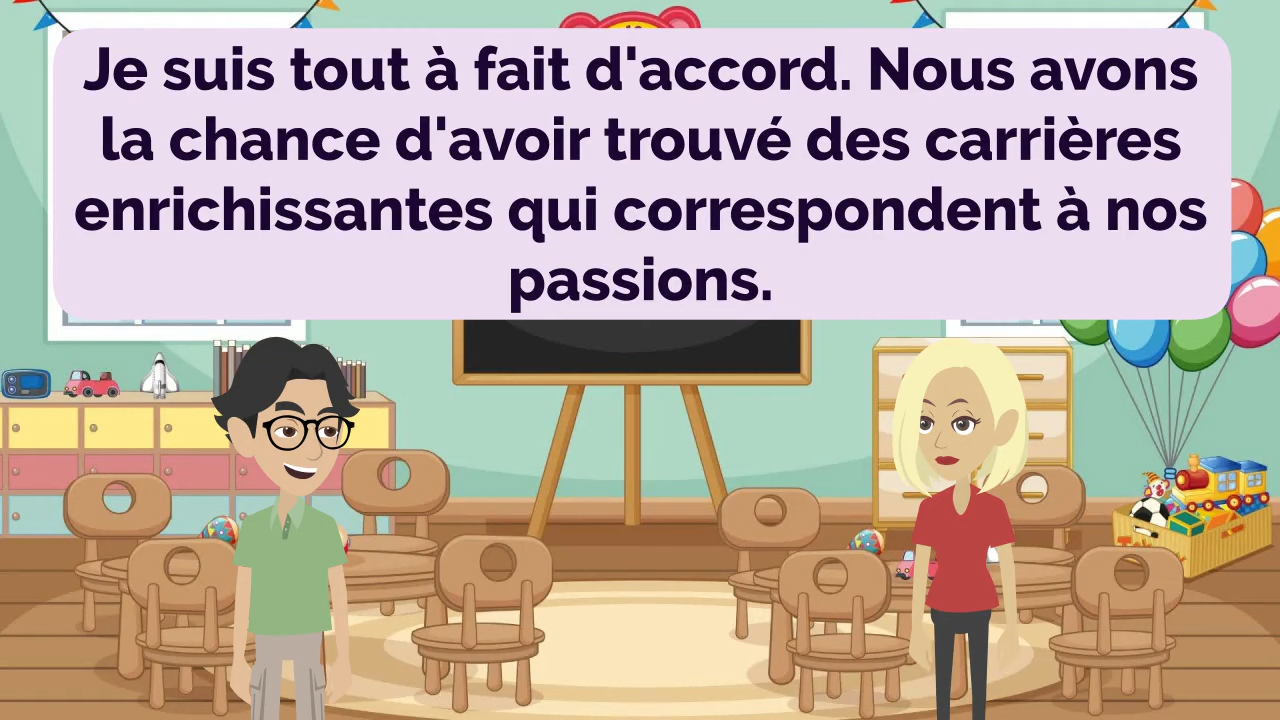 Je suis tout à fait d'accord. Nous avons
la chance d'avoir trouvé des carrières
enrichissantes qui correspondent à nos
passions.